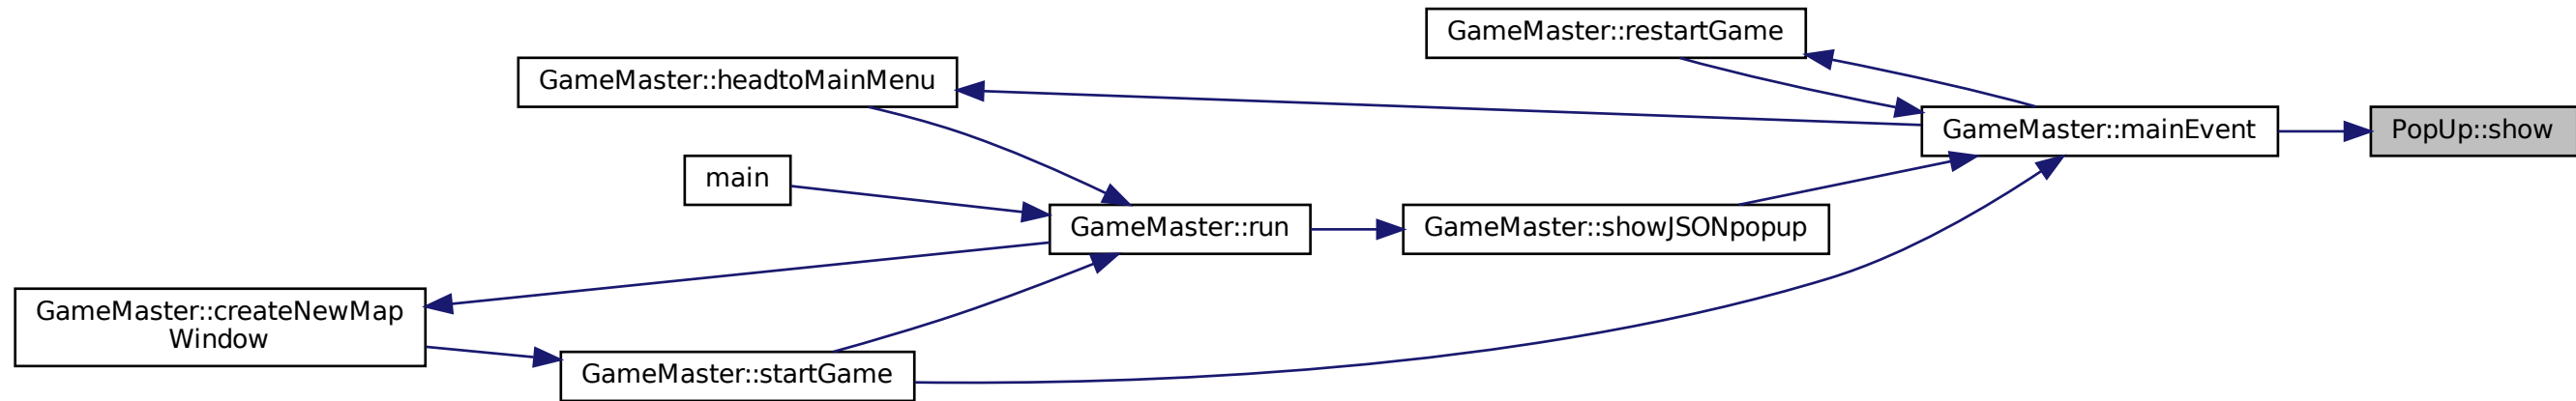 GameMaster::restartGame
GameMaster::headtoMainMenu
GameMaster::mainEvent
PopUp::show
main
GameMaster::run
GameMaster::showJSONpopup
GameMaster::createNewMap
Window
GameMaster::startGame